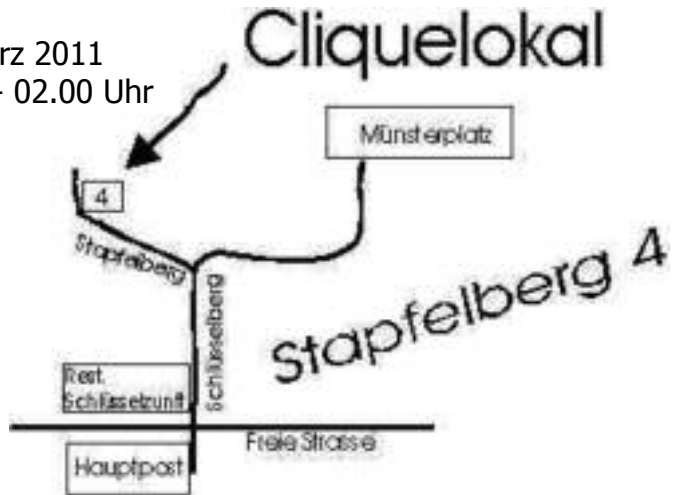 rz 2011
- 02.00 Uhr
Cliquelokal
Münsterplatz
4
Stapfelberg
Schlüsselberg
Stapfelberg 4
Rest.
Schlüsselzunft
Freie Strasse
Hauptpost